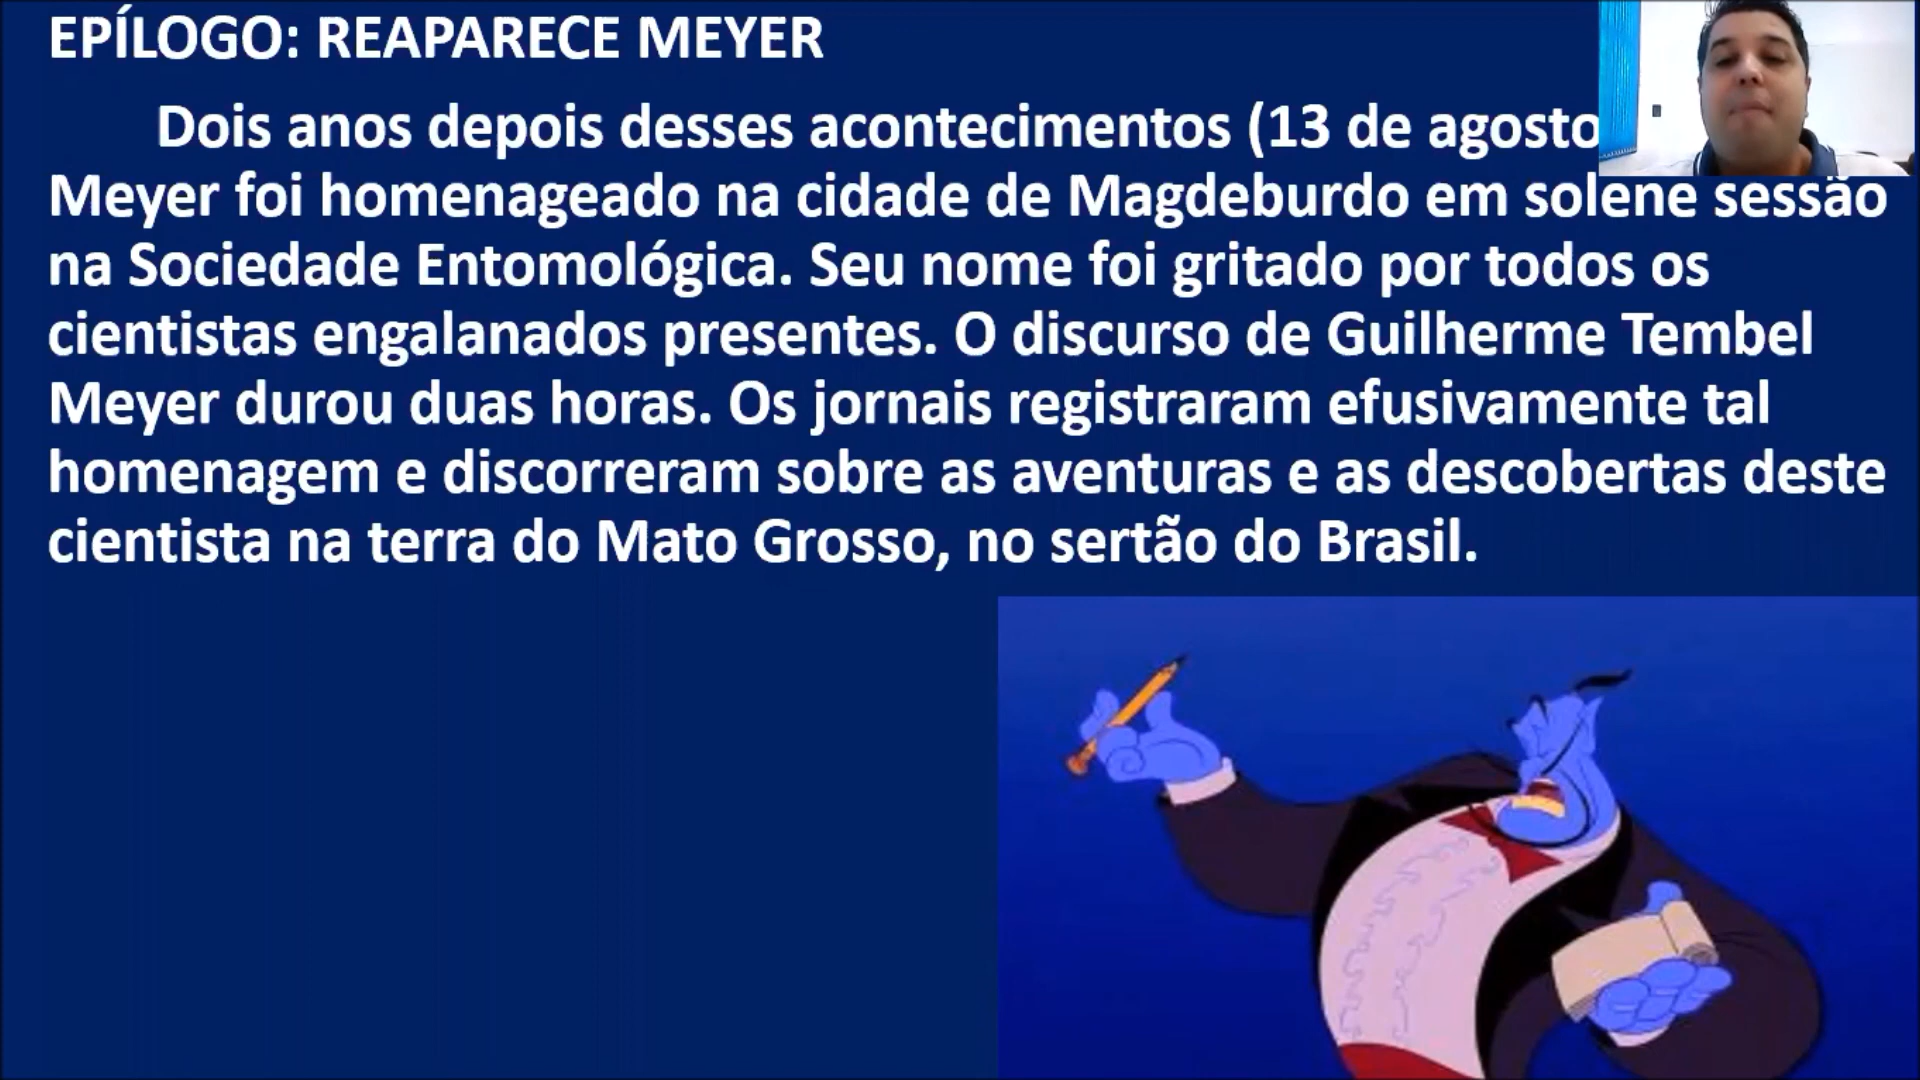 EPÍLOGO: REAPARECE MEYER
Dois anos depois desses acontecimentos (13 de agosto
Meyer foi homenageado na cidade de Magdeburdo em solene sessão
na Sociedade Entomológica. Seu nome foi gritado por todos os
cientistas engalanados presentes. O discurso de Guilherme Tembel
Meyer durou duas horas. Os jornais registraram efusivamente tal
homenagem e discorreram sobre as aventuras e as descobertas deste
cientista na terra do Mato Grosso, no sertão do Brasil.